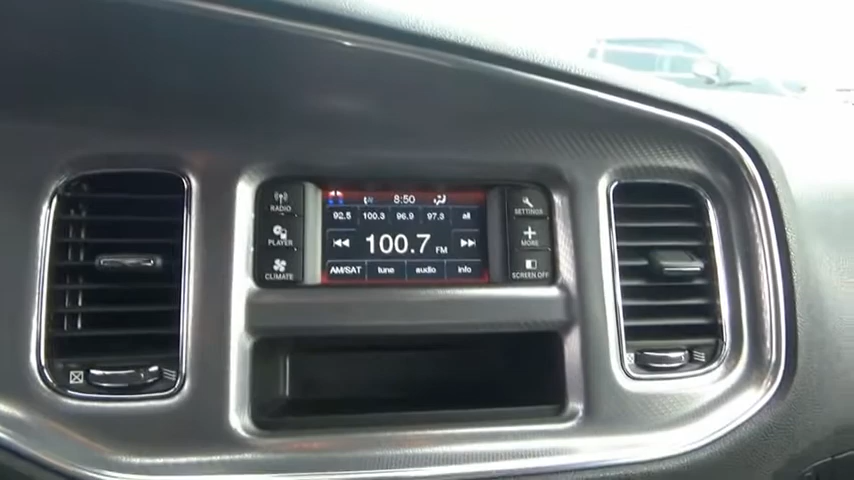 RADIO
PLAYER
CLIMATE
8:50
92.5 100.3 96.9 97.3 all
100.7 FM
AM/SAT tune audio info
SETTINGS
MORE
SCREEN OFF